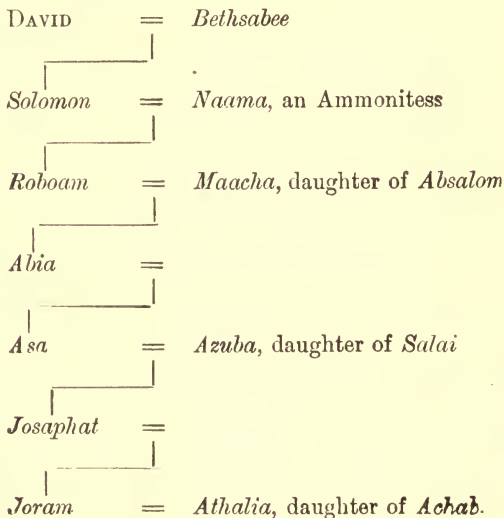 DAVID = Bethsabee
Solomon = Naama, an Ammonitess
Roboam = Maacha, daughter of Absalom
Abia =
Asa = Azuba, daughter of Salai
Josaphat =
Joram = Athalia, daughter of Achab.